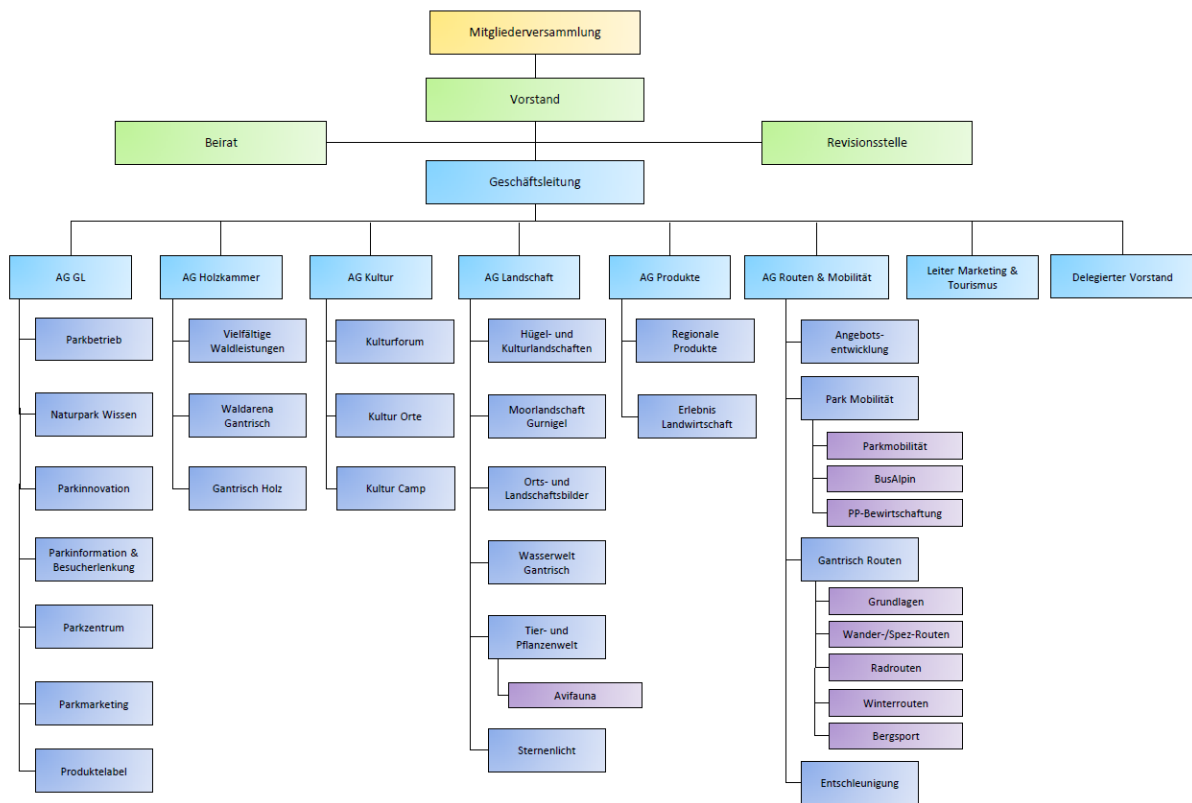 Mitgliederversammlung
Vorstand
Beirat
Revisionsstelle
Geschäftsleitung
AG GL
AG Holzkammer
AG Kultur
AG Landschaft
AG Produkte
AG Routen & Mobilität
Leiter Marketing &
Tourismus
Delegierter Vorstand
Parkbetrieb
Naturpark Wissen
Parkinnovation
Parkinformation &
Besucherlenkung
Parkzentrum
Parkmarketing
Produktelabel
Vielfältige
Waldleistungen
Waldarena
Gantrisch
Gantrisch Holz
Kulturforum
Kultur Orte
Kultur Camp
Hügel- und
Kulturlandschaften
Moorlandschaft
Gurnigel
Orts- und
Landschaftsbilder
Wasserwelt
Gantrisch
Tier- und
Pflanzenwelt
Avifauna
Sternenlicht
Regionale
Produkte
Erlebnis
Landwirtschaft
Angebots-
entwicklung
Park Mobilität
Parkmobilität
BusAlpin
PP-Bewirtschaftung
Gantrisch Routen
Grundlagen
Wander-/Spez-Routen
Radrouten
Winterrouten
Bergsport
Entschleunigung